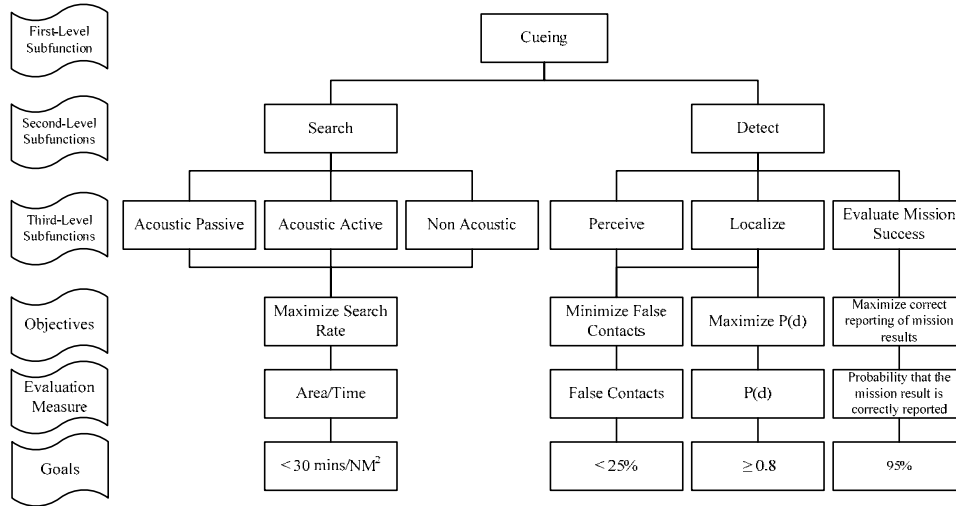 First-Level
Subfunction
Cueing
Second-Level
Subfunctions
Search
Detect
Third-Level
Subfunctions
Acoustic Passive
Acoustic Active
Non Acoustic
Perceive
Localize
Evaluate Mission
Success
Objectives
Maximize Search
Rate
Minimize False
Contacts
Maximize P(d)
Maximize correct
reporting of mission
results
Evaluation
Measure
Area/Time
False Contacts
P(d)
Probability that the
mission result is
correctly reported
Goals
< 30 mins/NM²
< 25%
≥ 0.8
95%